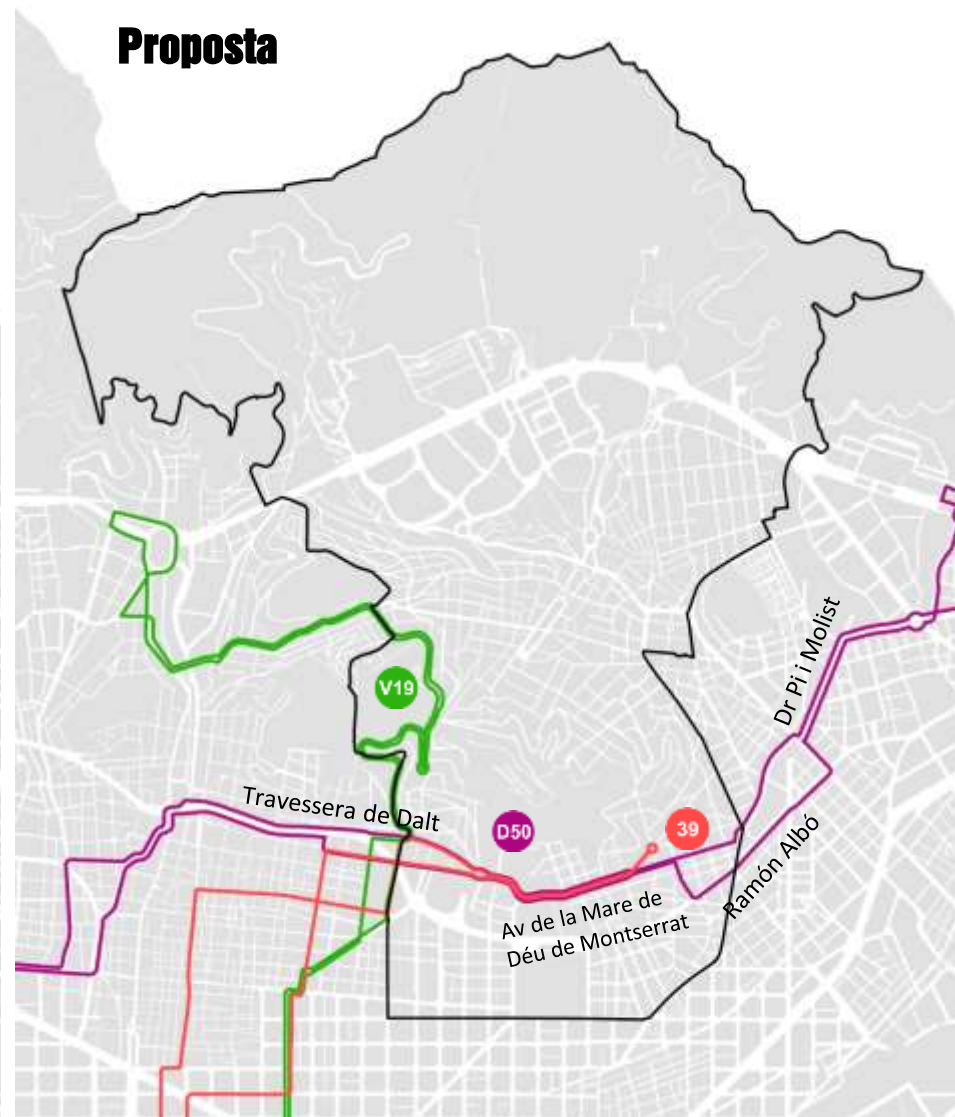 Proposta
Dr Pi i Molist
V19
Travessera de Dalt
D50
39
Ramón Albó
Av de la Mare de
Déu de Montserrat